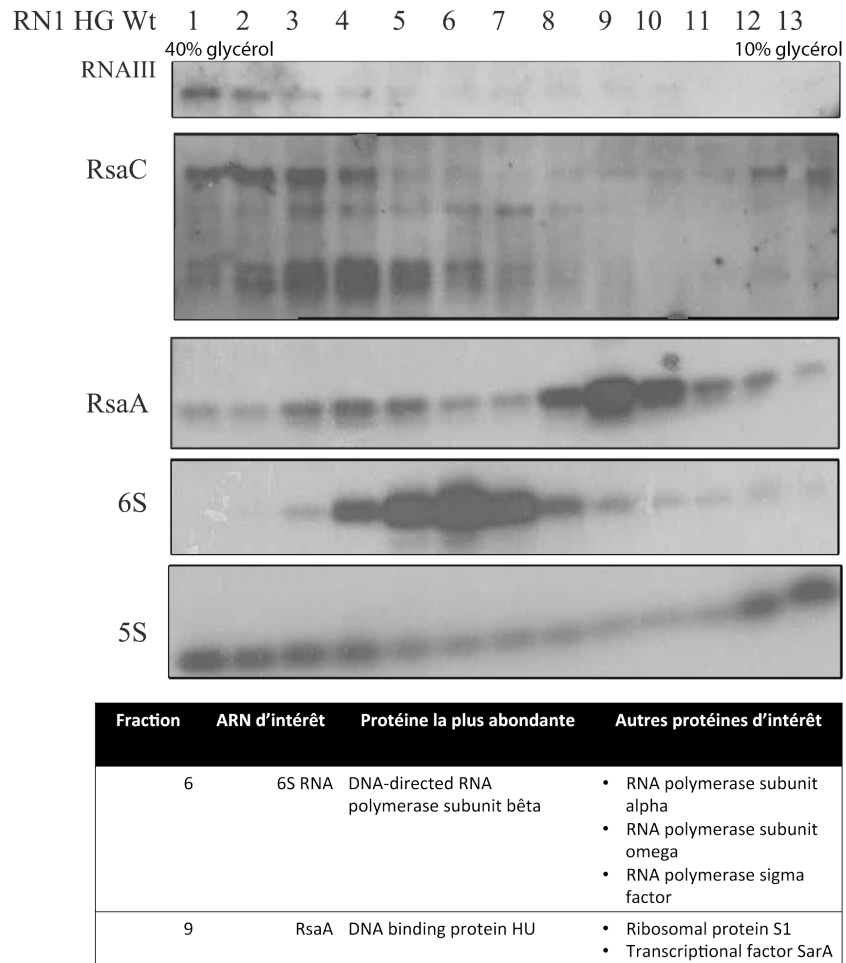 RN1 HG Wt 1 2 3 4 5 6 7 8 9 10 11 12 13
40% glycérol 10% glycérol
RNAIII
RsaC
RsaA
6S
5S
Fraction ARN d'intérêt Protéine la plus abondante Autres protéines d'intérêt
6 6S RNA DNA-directed RNA • RNA polymerase subunit
polymerase subunit bêta alpha
• RNA polymerase subunit
omega
• RNA polymerase sigma
factor
9 RsaA DNA binding protein HU • Ribosomal protein S1
• Transcriptional factor SarA